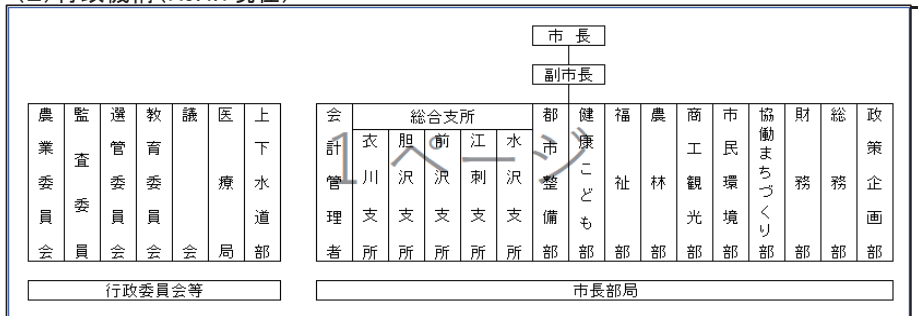 (2) 行政機構(R5.4.1 現在)
市 長
副市長
農業委員会
監査委員
選管委員会
教育委員会
議会
医療局
上下水道部
会計管理者
総合支所
衣川支所
胆沢支所
前沢支所
江刺支所
水沢支所
都市整備部
健康こども部
福祉部
農林部
商工観光部
市民環境部
協働まちづくり部
財務部
総務部
政策企画部
1 ページ
行政委員会等
市長部局